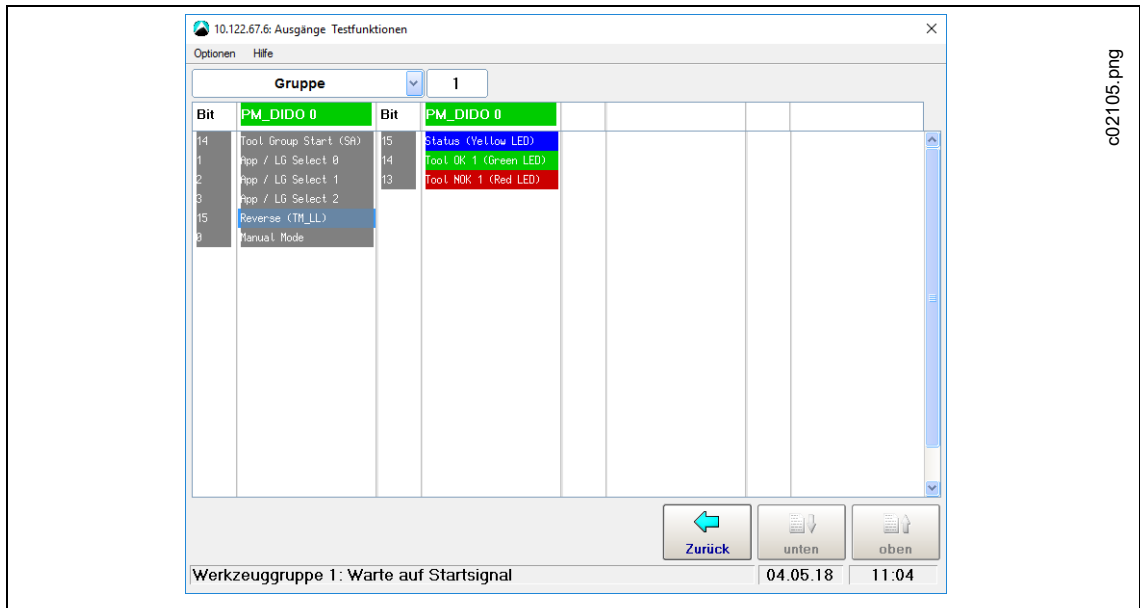 10.122.67.6: Ausgänge Testfunktionen
Optionen Hilfe
Gruppe 1
Bit PM_DIDO 0 Bit PM_DIDO 0
14 Tool Group Start (SA) 15 Status (Yellow LED)
1 App / LG Select 0 14 Tool OK 1 (Green LED)
2 App / LG Select 1 13 Tool NOK 1 (Red LED)
3 App / LG Select 2
15 Reverse (TM_LL)
0 Manual Mode
Zurück unten oben
Werkzeuggruppe 1: Warte auf Startsignal 04.05.18 11:04
c02105.png